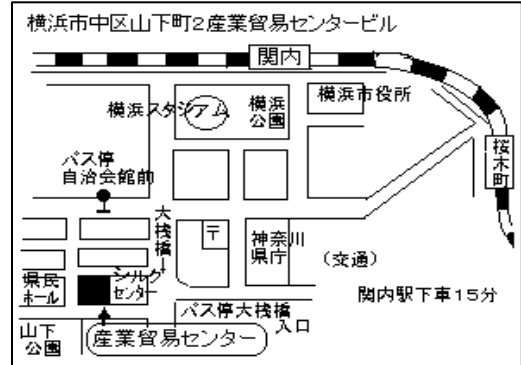 横浜市中区山下町2産業貿易センタービル
関内
横浜スタジアム
横浜
公園
横浜市役所
桜木町
バス停
自治会館前
大桟橋
〒
神奈川
県庁
(交通)
県民
ホール
シルク
センター
関内駅下車15分
バス停大桟橋
入口
山下
公園
産業貿易センター